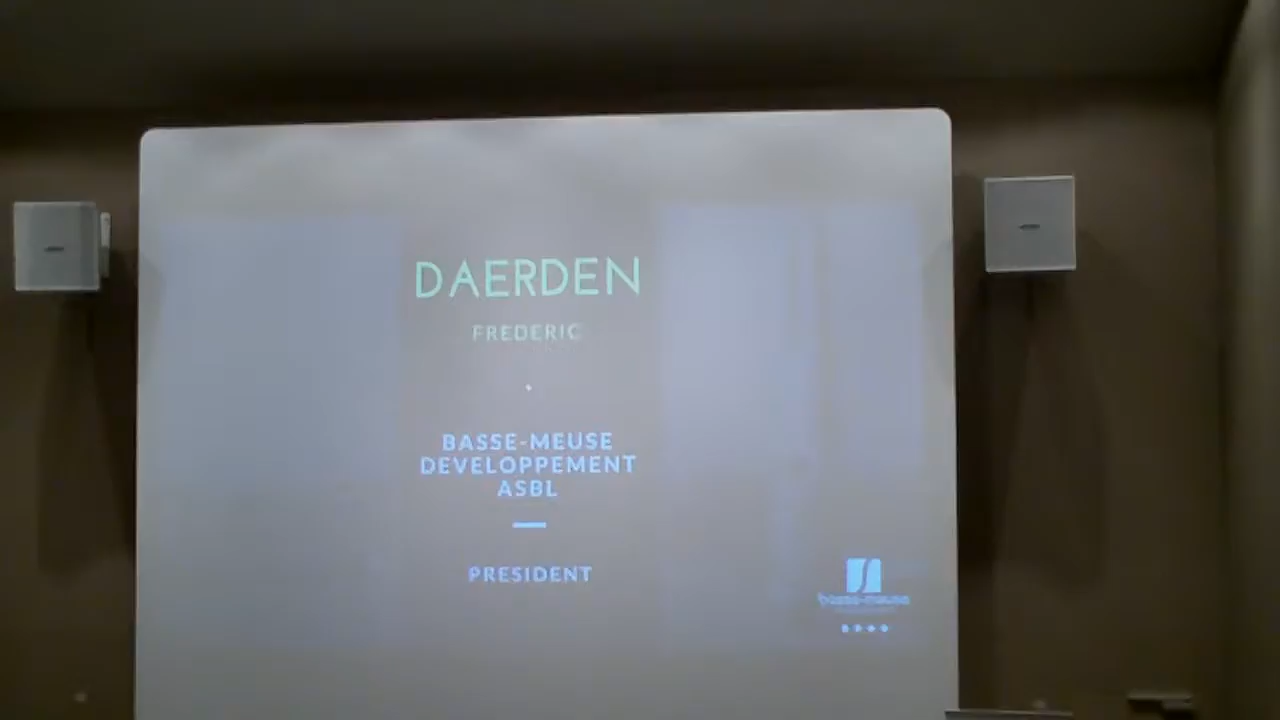 DAERDEN
FREDERIC
BASSE-MEUSE
DEVELOPPEMENT
ASBL
PRESIDENT
basse-meuse